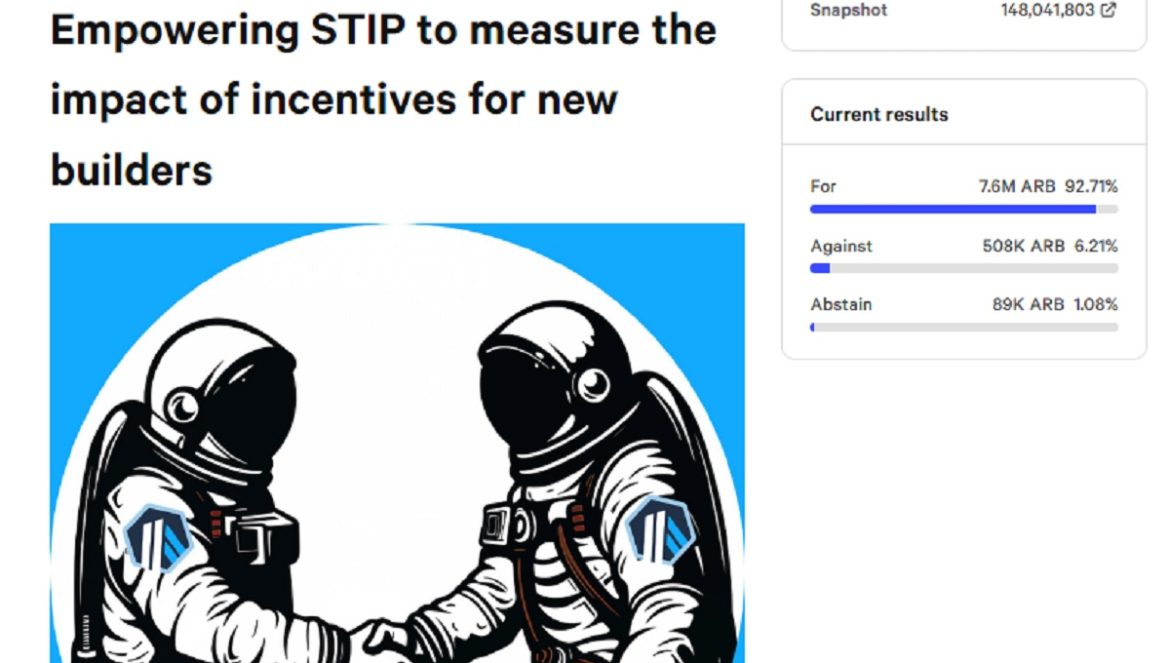 Empowering STIP to measure the
impact of incentives for new
builders
Snapshot 148,041,803
Current results
For 7.6M ARB 92.71%
Against 508K ARB 6.21%
Abstain 89K ARB 1.08%